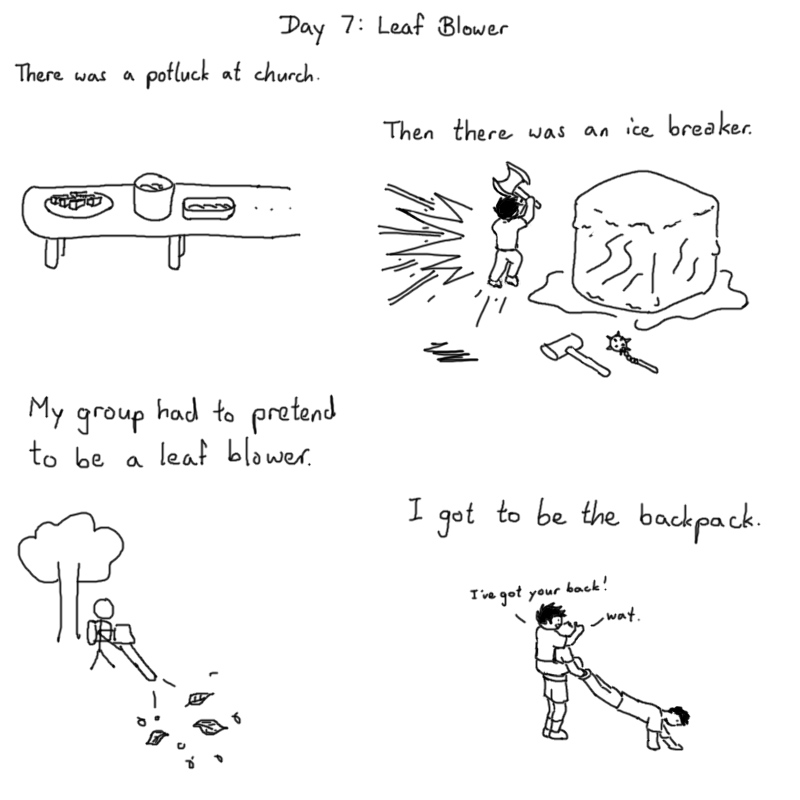 Day 7: Leaf Blower
There was a potluck at church.
Then there was an ice breaker.
My group had to pretend
to be a leaf blower.
I got to be the backpack.
I've got your back!
wat.